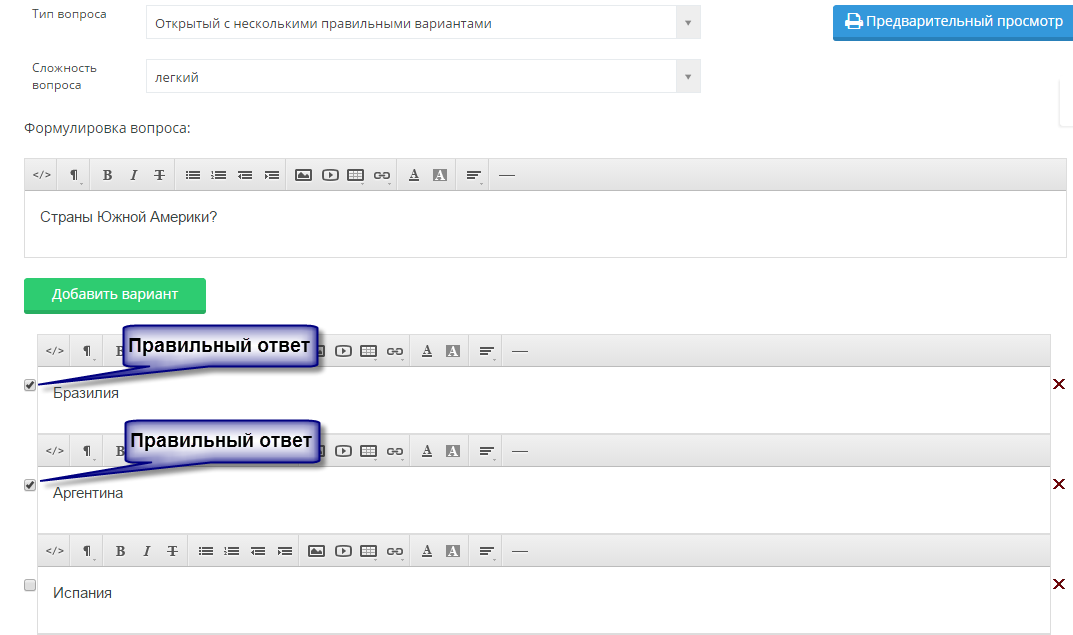 Тип вопроса
Открытый с несколькими правильными вариантами
Предварительный просмотр
Сложность
вопроса
легкий
Формулировка вопроса:
Страны Южной Америки?
Добавить вариант
Правильный ответ
Бразилия
Правильный ответ
Аргентина
Испания